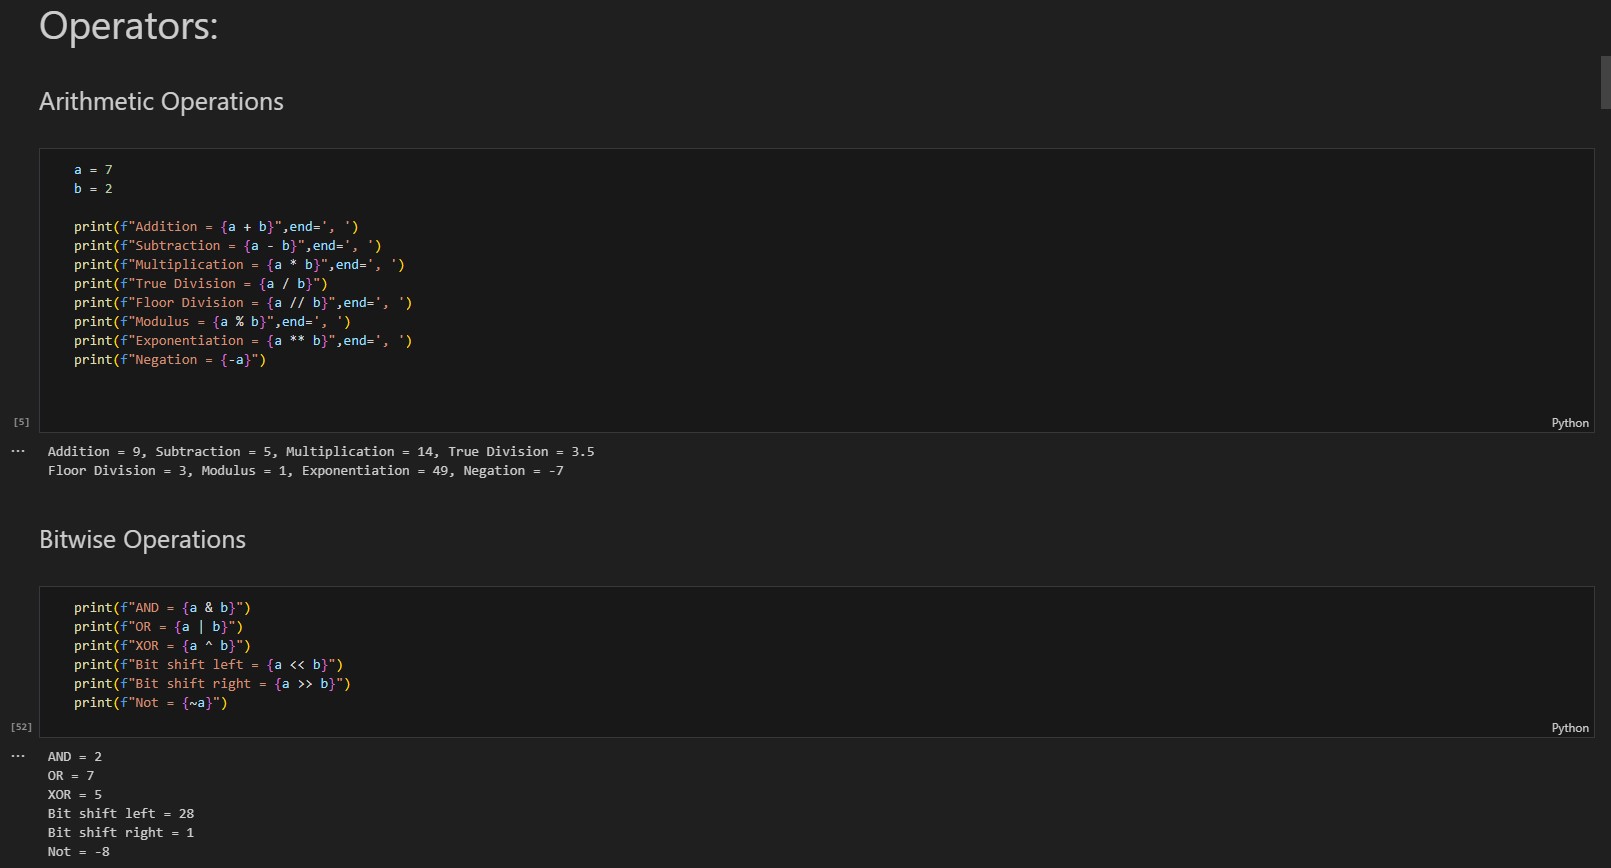 Operators:
Arithmetic Operations
a = 7
b = 2
print(f"Addition = {a + b}",end=', ')
print(f"Subtraction = {a - b}",end=', ')
print(f"Multiplication = {a * b}",end=', ')
print(f"True Division = {a / b}")
print(f"Floor Division = {a // b}",end=', ')
print(f"Modulus = {a % b}",end=', ')
print(f"Exponentiation = {a ** b}",end=', ')
print(f"Negation = {-a}")
[5]
Python
... Addition = 9, Subtraction = 5, Multiplication = 14, True Division = 3.5
Floor Division = 3, Modulus = 1, Exponentiation = 49, Negation = -7
Bitwise Operations
print(f"AND = {a & b}")
print(f"OR = {a | b}")
print(f"XOR = {a ^ b}")
print(f"Bit shift left = {a << b}")
print(f"Bit shift right = {a >> b}")
print(f"Not = {~a}")
[52]
Python
... AND = 2
OR = 7
XOR = 5
Bit shift left = 28
Bit shift right = 1
Not = -8